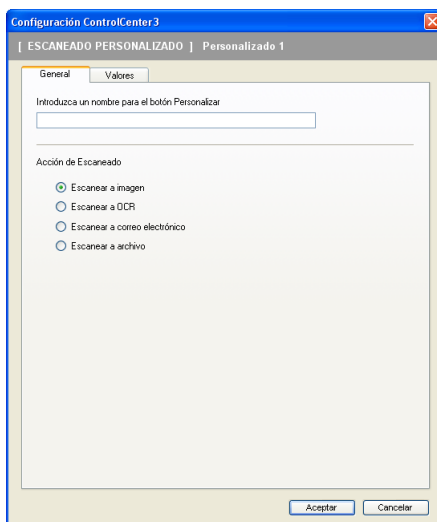 Configuración ControlCenter3
[ ESCANEADO PERSONALIZADO ] Personalizado 1
General Valores
Introduzca un nombre para el botón Personalizar
Acción de Escaneado
Escanear a imagen
Escanear a OCR
Escanear a correo electrónico
Escanear a archivo
Aceptar Cancelar